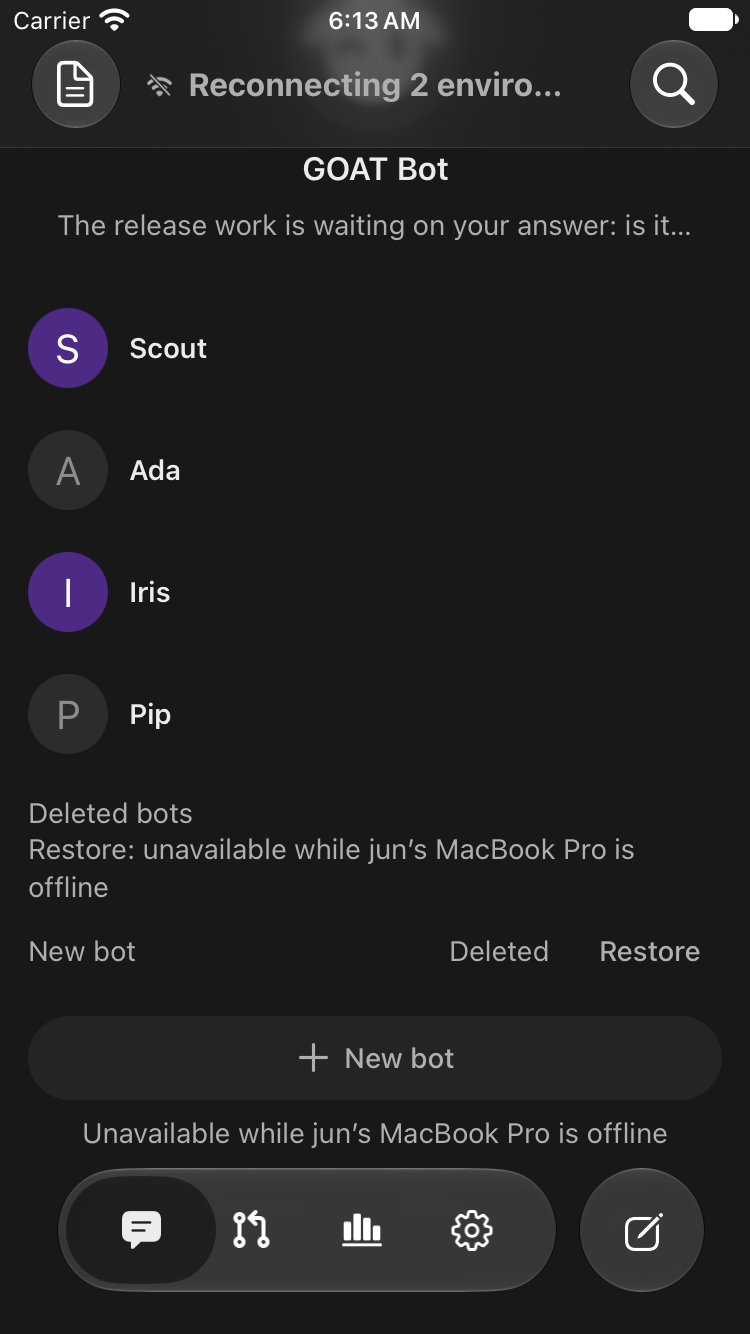 Carrier 6:13 AM
Reconnecting 2 enviro...
GOAT Bot
The release work is waiting on your answer: is it...
S Scout
A Ada
I Iris
P Pip
Deleted bots
Restore: unavailable while jun’s MacBook Pro is
offline
New bot Deleted Restore
New bot
Unavailable while jun’s MacBook Pro is offline